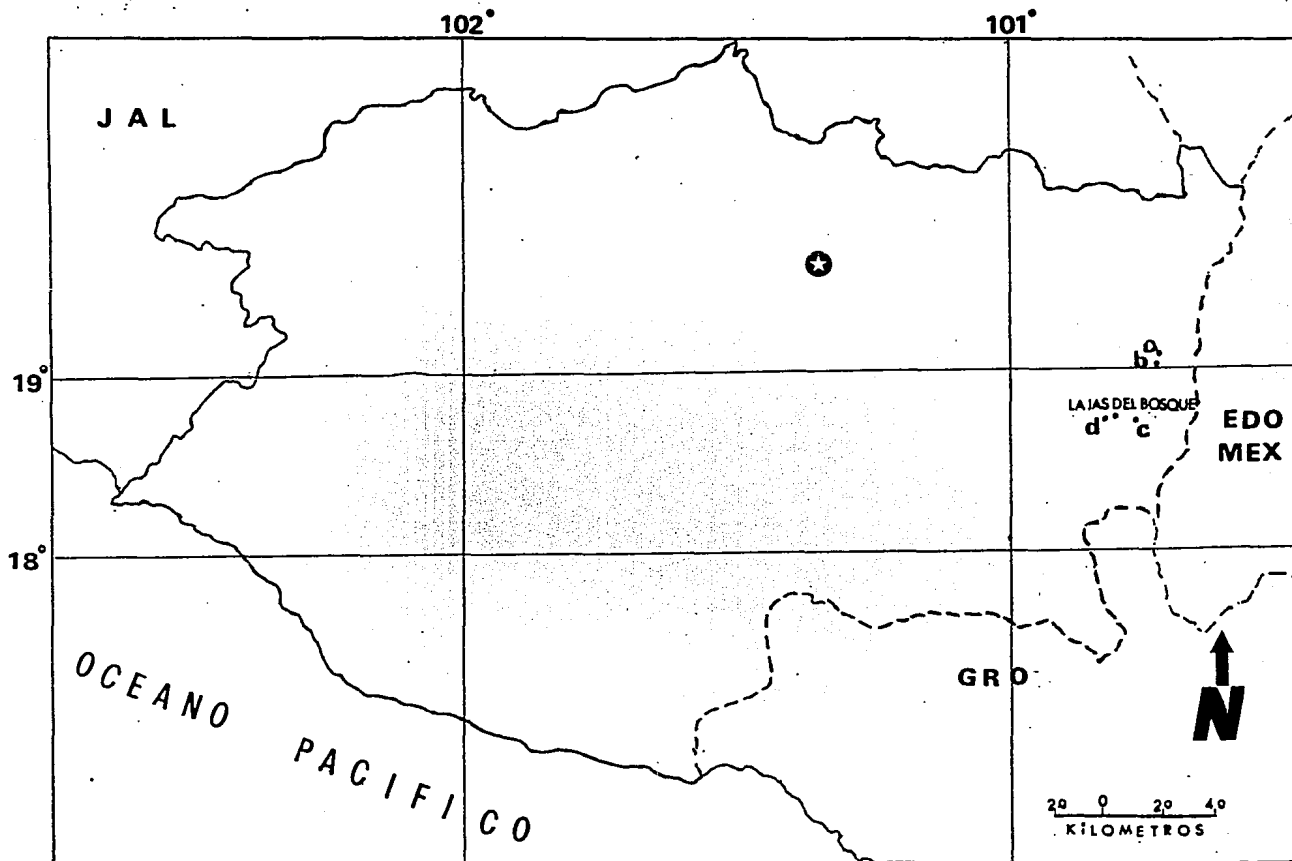 102° 101°
JAL
a.
b.
19°
LAJAS DEL BOSQUE
d c
EDO
MEX
18°
GRO
N
OCEANO PACIFICO
20 0 20 40
KILOMETROS